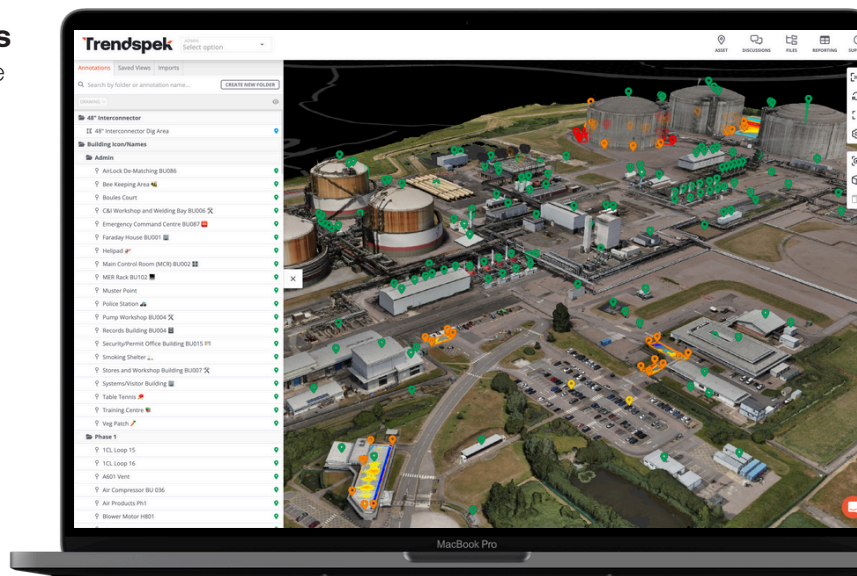 s
e
Trendspek
ADMIN
Select option
ASSET
DISCUSSIONS
FILES
REPORTING
SUP
Annotations
Saved Views
Imports
Search by folder or annotation name...
CREATE NEW FOLDER
48" Interconnector
48" Interconnector Dig Area
Building Icon/Names
Admin
AirLock De-Matching BU086
Bee Keeping Area
Boules Court
C&I Workshop and Welding Bay BU006
Emergency Command Centre BU087
Faraday House BU001
Helipad
Main Control Room (MCR) BU002
MER Rack BU102
Muster Point
Police Station
Pump Workshop BU004
Records Building BU004
Security/Permit Office Building BU015
Smoking Shelter
Stores and Workshop Building BU007
Systems/Visitor Building
Table Tennis
Training Centre
Veg Patch
Phase 1
1CL Loop 15
1CL Loop 16
A601 Vent
Air Compressor BU 036
Air Products Ph1
Blower Motor H801
MacBook Pro